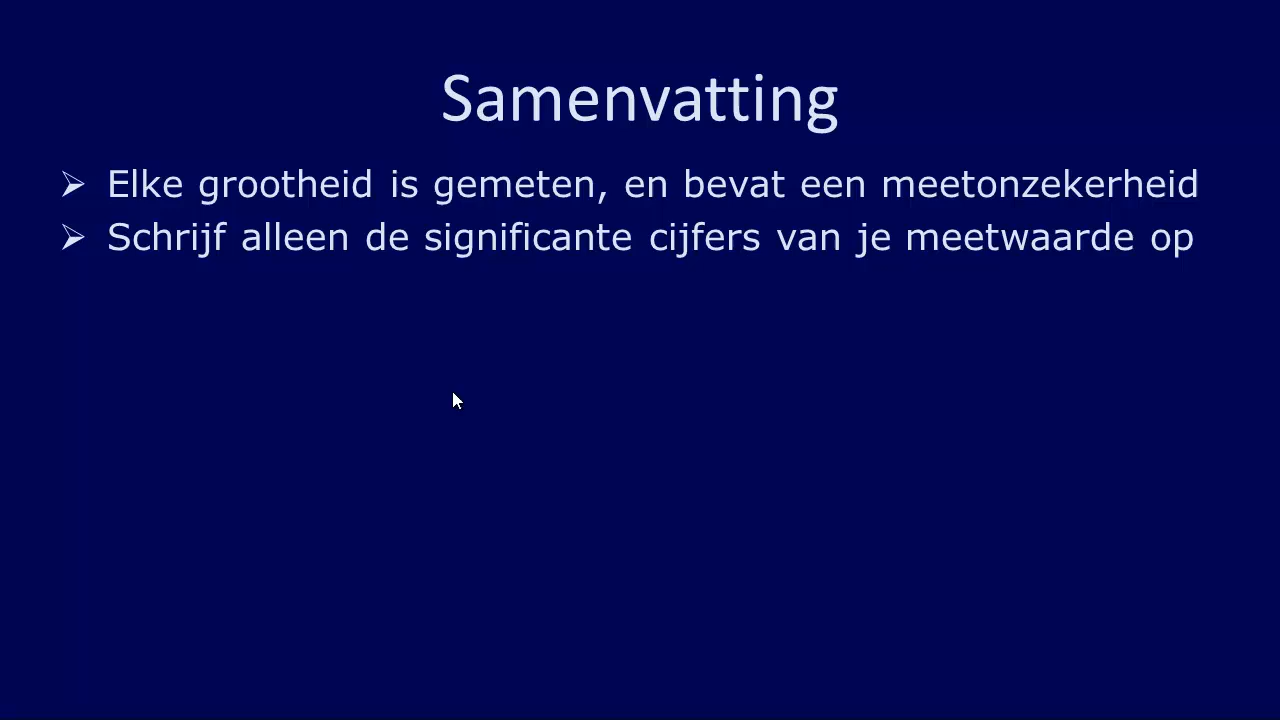 Samenvatting
Elke grootheid is gemeten, en bevat een meetonzekerheid
Schrijf alleen de significante cijfers van je meetwaarde op